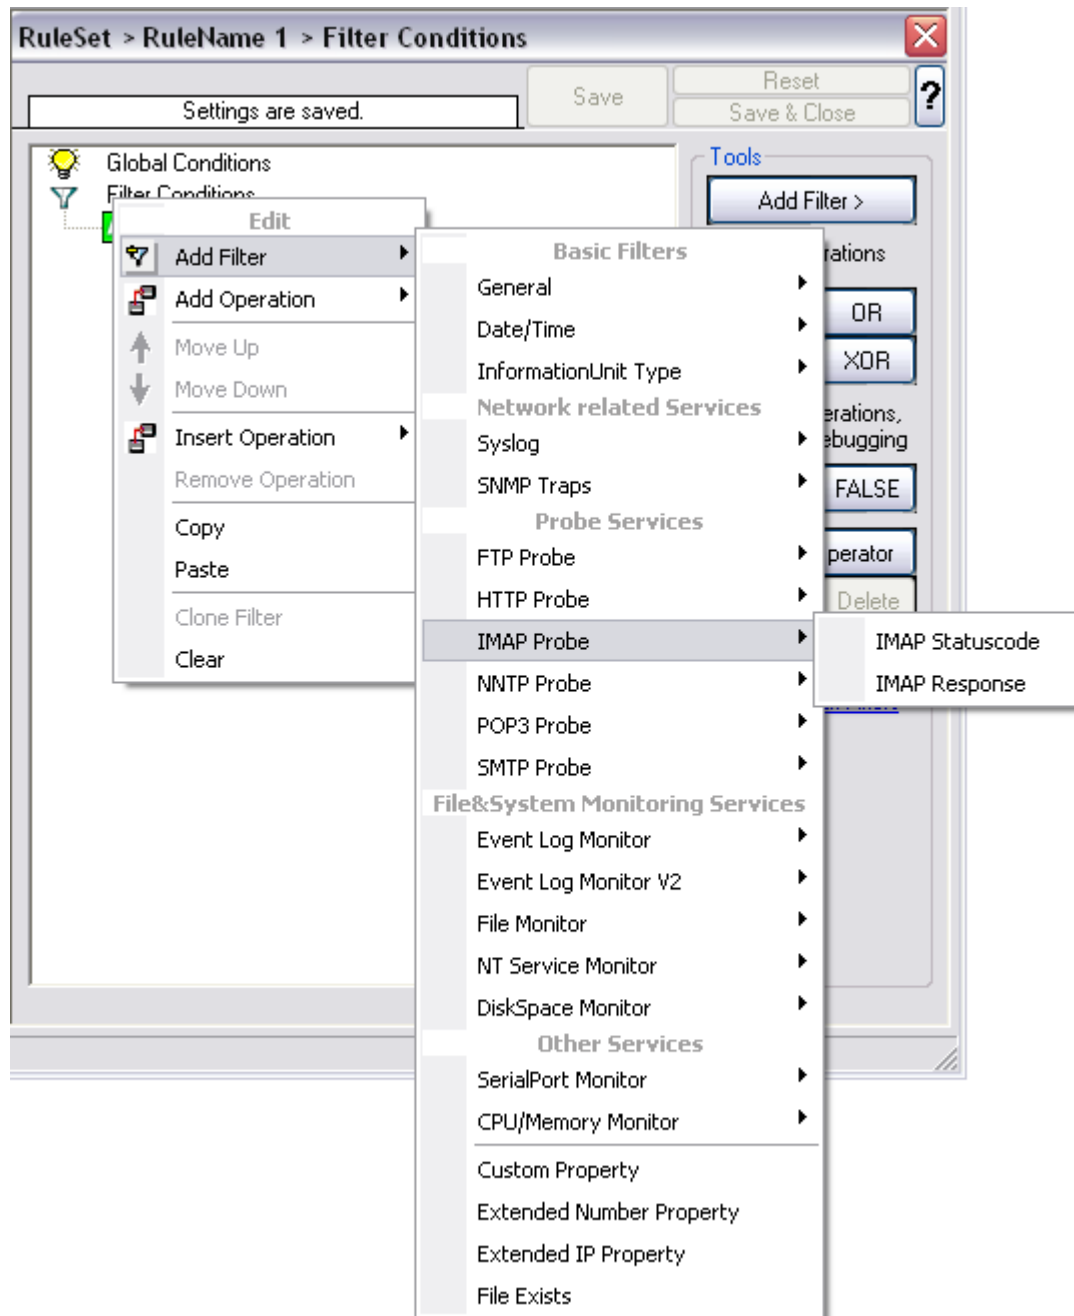 RuleSet > RuleName 1 > Filter Conditions
Settings are saved.
Save
Reset
Save & Close
?
Global Conditions
Filter Conditions
Tools
Add Filter >
OR
XOR
FALSE
Delete
Edit
Add Filter
Add Operation
Move Up
Move Down
Insert Operation
Remove Operation
Copy
Paste
Clone Filter
Clear
Basic Filters
General
Date/Time
InformationUnit Type
Network related Services
Syslog
SNMP Traps
Probe Services
FTP Probe
HTTP Probe
IMAP Probe
NNTP Probe
POP3 Probe
SMTP Probe
File&System Monitoring Services
Event Log Monitor
Event Log Monitor V2
File Monitor
NT Service Monitor
DiskSpace Monitor
Other Services
SerialPort Monitor
CPU/Memory Monitor
Custom Property
Extended Number Property
Extended IP Property
File Exists
IMAP Statuscode
IMAP Response